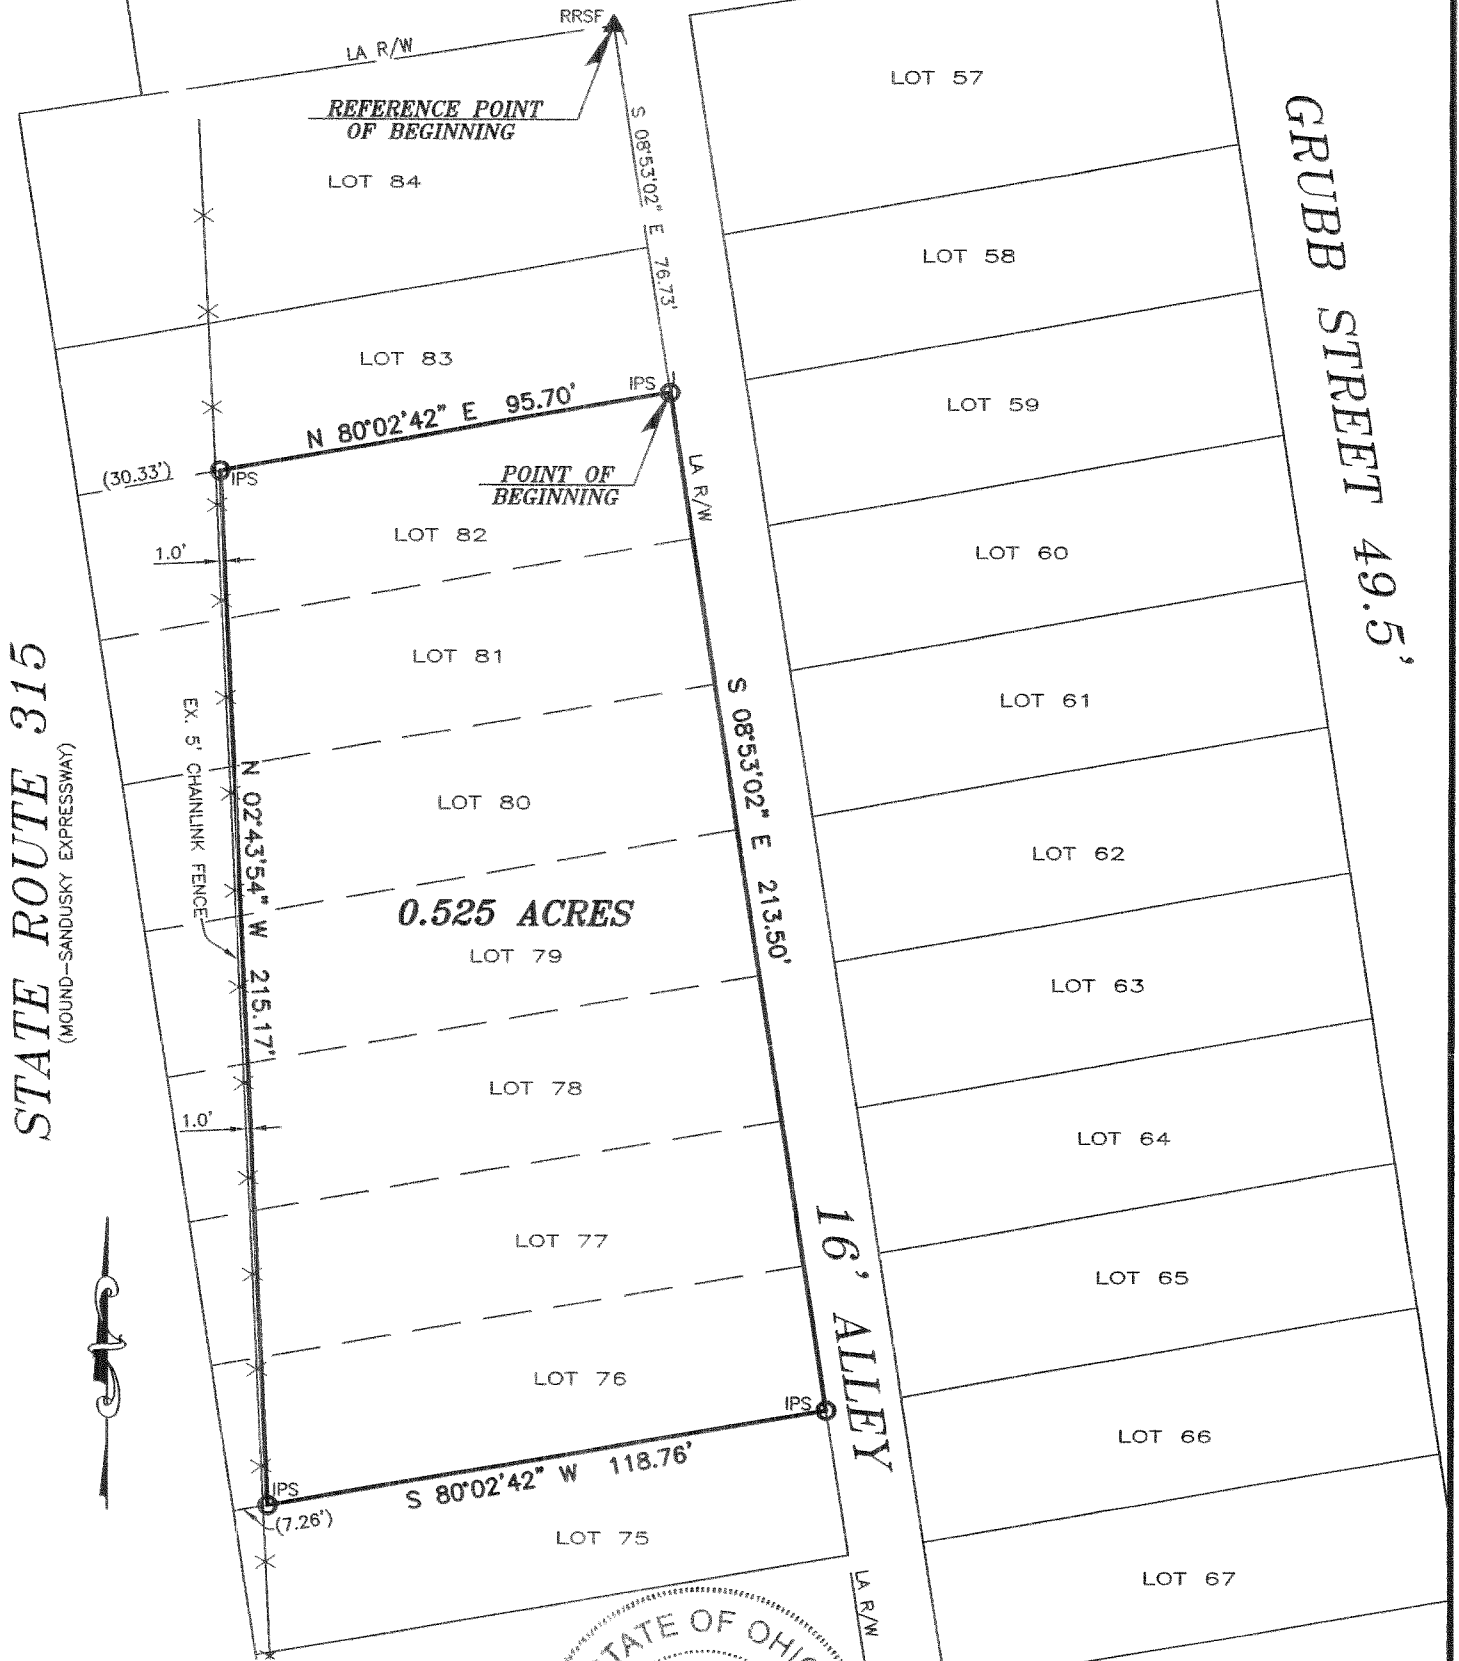 RRSF
LA R/W
REFERENCE POINT
OF BEGINNING
S 08°53'02" E 76.73'
LOT 84
LOT 83
IPS
N 80°02'42" E 95.70'
(30.33')
IPS
POINT OF
BEGINNING
LA R/W
LOT 82
1.0'
LOT 81
EX. 5' CHAINLINK FENCE
N 02°43'54" W 215.17'
S 08°53'02" E 213.50'
LOT 80
0.525 ACRES
LOT 79
LOT 78
1.0'
LOT 77
LOT 76
IPS
S 80°02'42" W 118.76'
IPS
(7.26')
LOT 75
LA R/W
STATE ROUTE 315
(MOUND-SANDUSKY EXPRESSWAY)
16' ALLEY
LOT 57
LOT 58
LOT 59
LOT 60
LOT 61
LOT 62
LOT 63
LOT 64
LOT 65
LOT 66
LOT 67
GRUBB STREET 49.5'
STATE OF OHIO